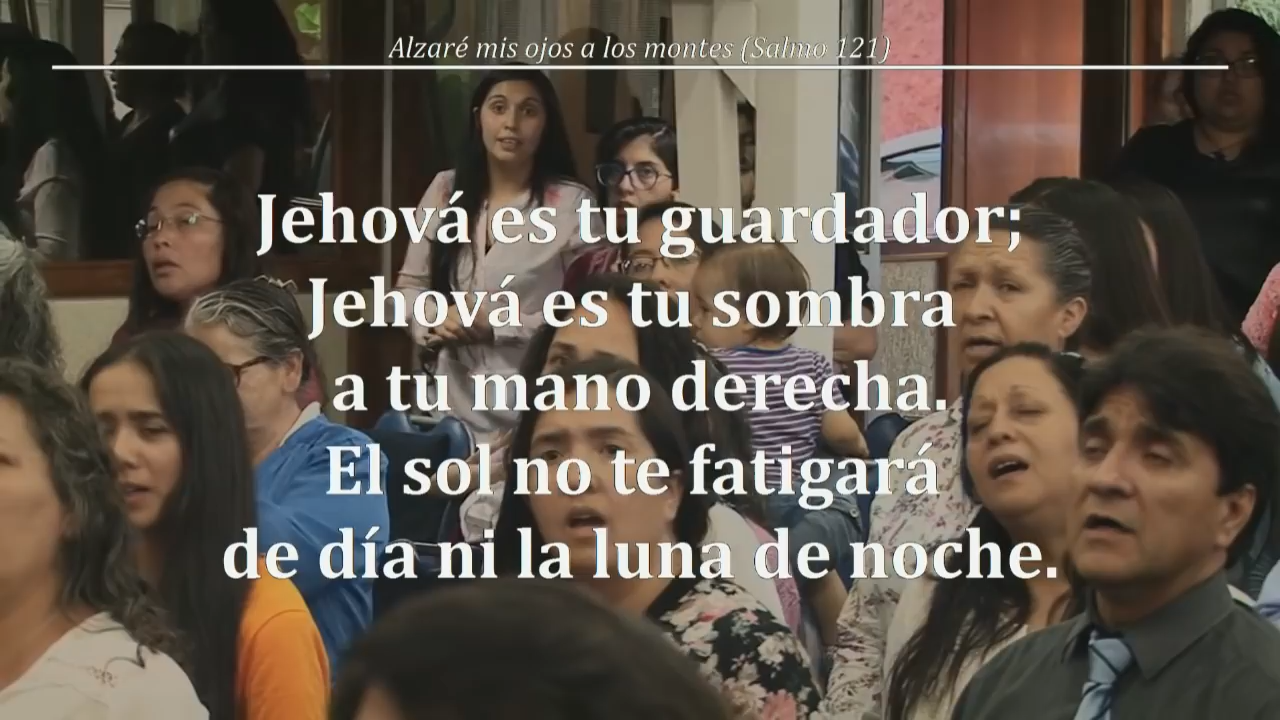 Alzaré mis ojos a los montes (Salmo 121)
Jehová es tu guardador;
Jehová es tu sombra
a tu mano derecha.
El sol no te fatigará
de día ni la luna de noche.